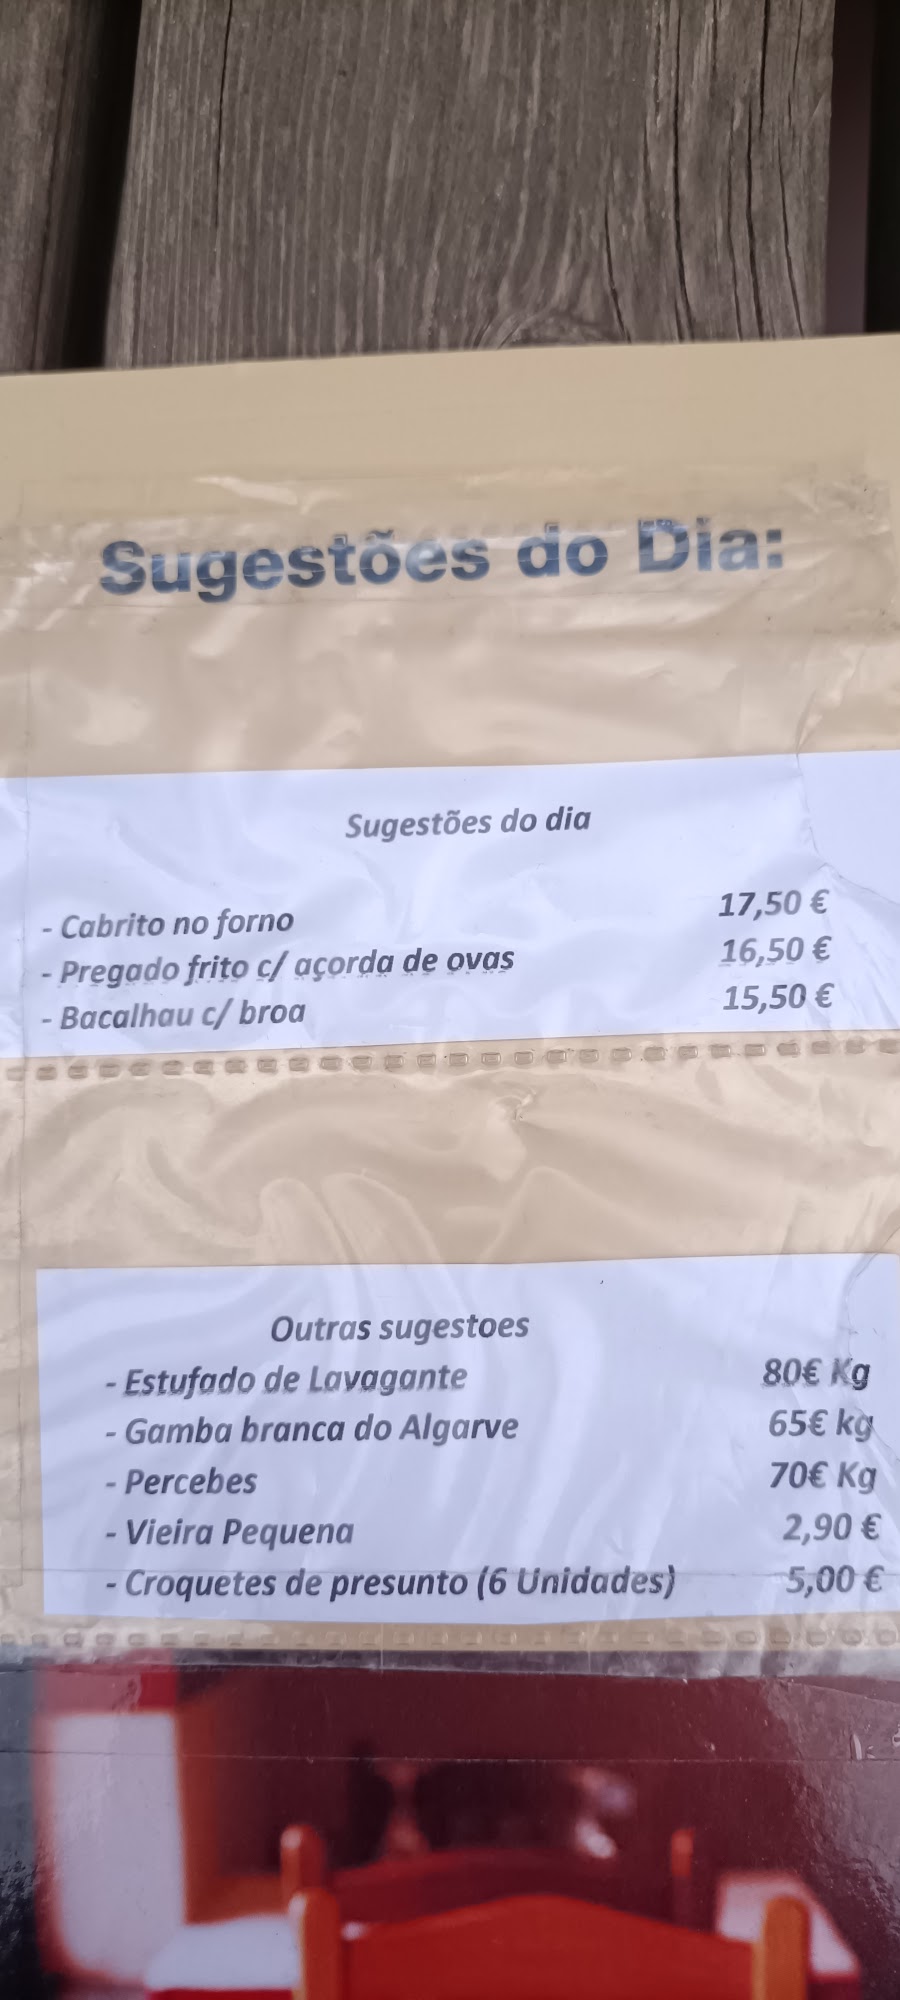 Sugestões do Dia:
Sugestões do dia
- Cabrito no forno 17,50 €
- Pregado frito c/ açorda de ovas 16,50 €
- Bacalhau c/ broa 15,50 €
Outras sugestoes
- Estufado de Lavagante 80€ Kg
- Gamba branca do Algarve 65€ kg
- Percebes 70€ Kg
- Vieira Pequena 2,90 €
- Croquetes de presunto (6 Unidades) 5,00 €